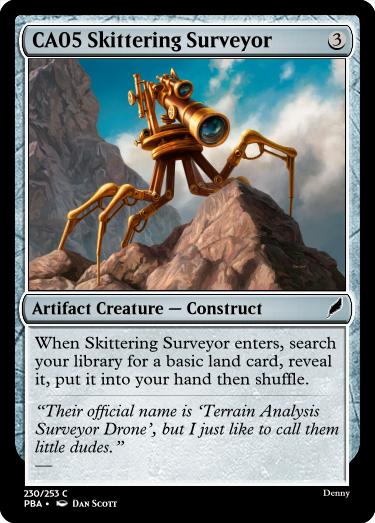 CA05 Skittering Surveyor 3
Artifact Creature — Construct
When Skittering Surveyor enters, search
your library for a basic land card, reveal
it, put it into your hand then shuffle.
“Their official name is ‘Terrain Analysis
Surveyor Drone’, but I just like to call them
little dudes.”
—
230/253 C Denny
PBA • Dan Scott